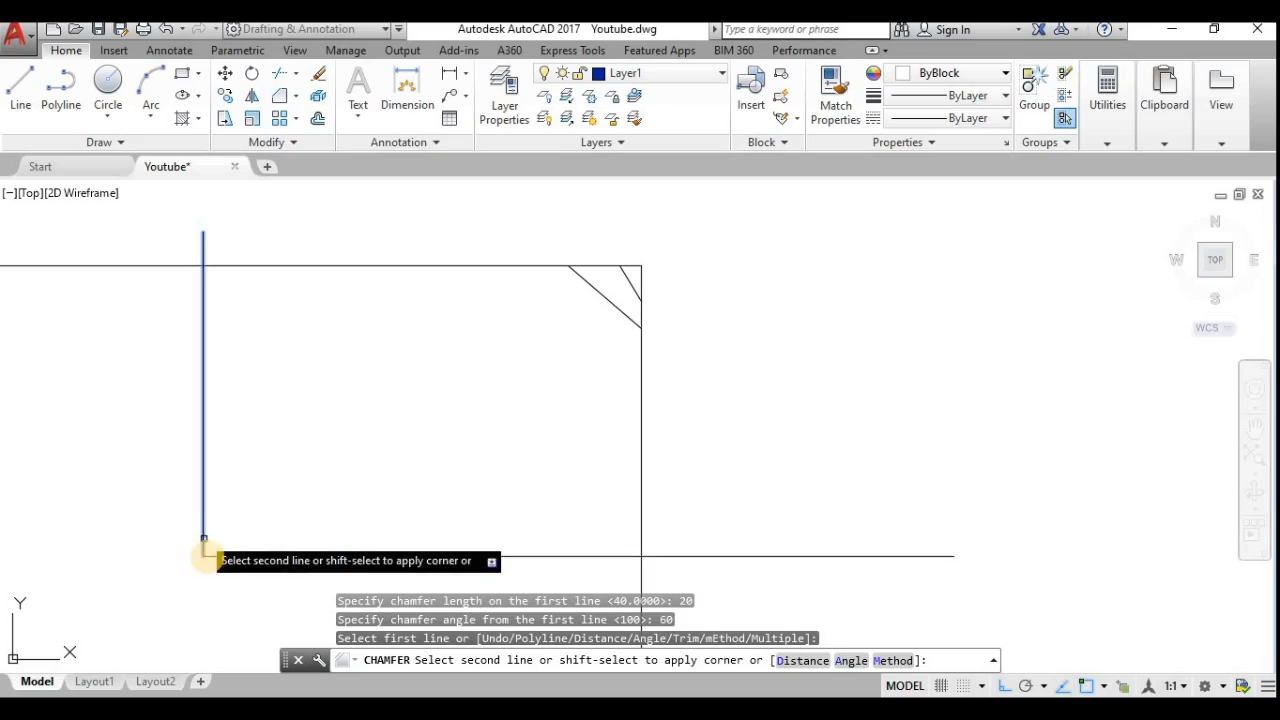 Drafting & Annotation
Autodesk AutoCAD 2017 Youtube.dwg
Type a keyword or phrase
Sign In
Home Insert Annotate Parametric View Manage Output Add-ins A360 Express Tools Featured Apps BIM 360 Performance
Layer1
ByBlock
ByLayer
ByLayer
Line Polyline Circle Arc
Text Dimension
Layer
Properties
Insert
Match
Properties
Group
Utilities
Clipboard
View
Draw Modify Annotation Layers Block Properties Groups
Start Youtube*
[−][Top][2D Wireframe]
N
W TOP E
S
WCS
Select second line or shift-select to apply corner or
Y
X
Specify chamfer length on the first line <40.0000>: 20
Specify chamfer angle from the first line <100>: 60
Select first line or [Undo/Polyline/Distance/Angle/Trim/mEthod/Multiple]:
CHAMFER Select second line or shift-select to apply corner or [Distance Angle Method]:
Model Layout1 Layout2
MODEL 1:1